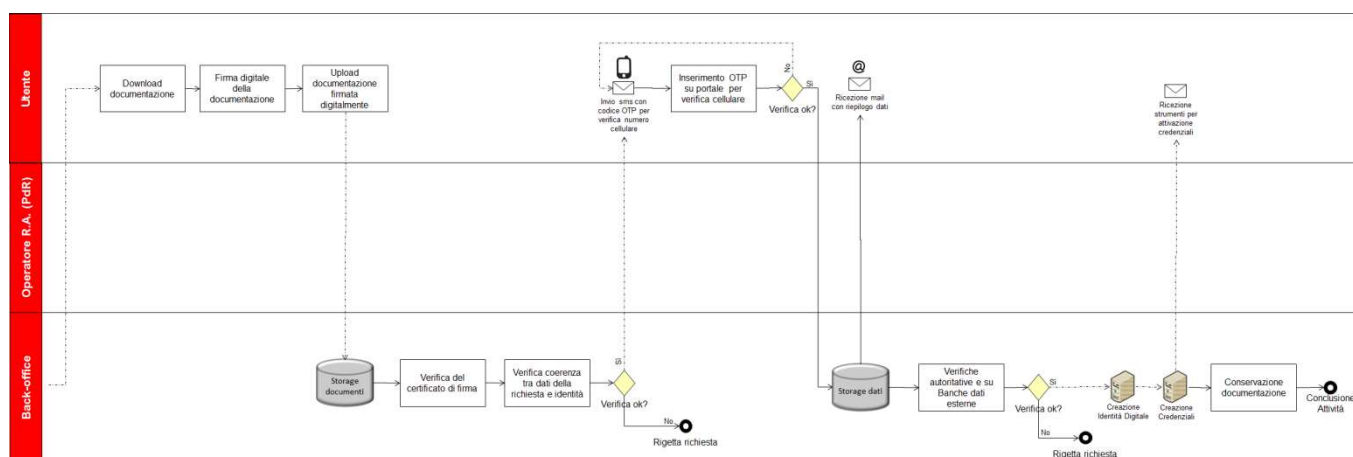 Utente
Download
documentazione
Firma digitale
della
documentazione
Upload
documentazione
firmata
digitalmente
Invio sms con
codice OTP per
verifica numero
cellulare
Inserimento OTP
su portale per
verifica cellulare
No
Si
Verifica ok?
@
Ricezione mail
con riepilogo dati
Ricezione
strumenti per
attivazione
credenziali
Operatore R.A. (PdR)
Back-office
Storage
documenti
Verifica del
certificato di firma
Verifica coerenza
tra dati della
richiesta e identità
Si
Verifica ok?
No
Rigetta richiesta
Storage dati
Verifiche
autoritative e su
Banche dati
esterne
Si
Verifica ok?
No
Rigetta richiesta
Creazione
Identità Digitale
Creazione
Credenziali
Conservazione
documentazione
Conclusione
Attività